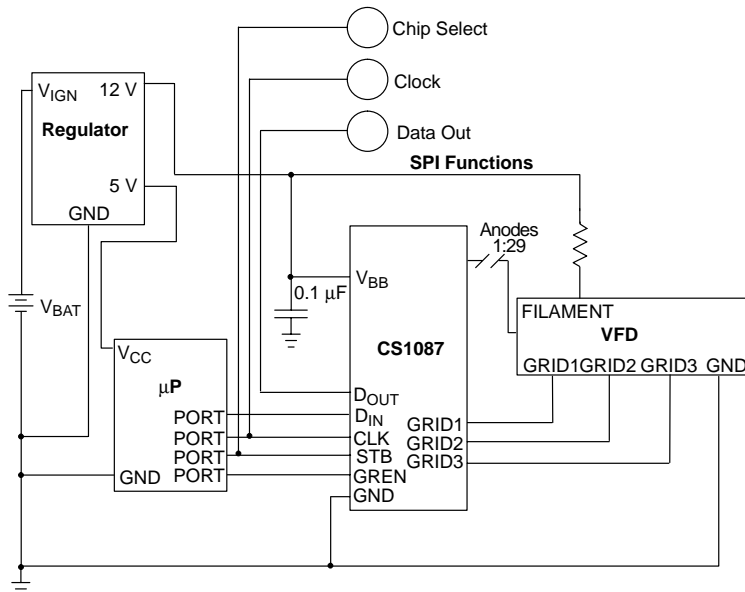 Chip Select
Clock
Data Out
SPI Functions
VIGN 12 V
Regulator
5 V
GND
VBAT
Anodes
1:29
VBB
0.1 μF
CS1087
FILAMENT
VFD
GRID1 GRID2 GRID3 GND
VCC
μP
PORT
PORT
PORT
PORT
GND
DOUT
DIN
CLK
STB
GREN
GND
GRID1
GRID2
GRID3